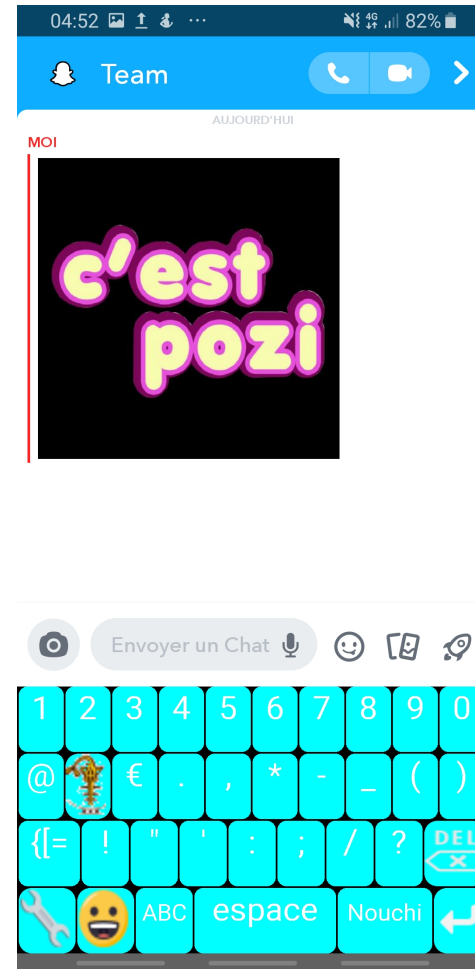 04:52 ... 4G 82%
Team
AUJOURD'HUI
MOI
c'est
pozi
Envoyer un Chat
1 2 3 4 5 6 7 8 9 0
@ € . , * - _ ( )
{[= ! " ' : ; / ? DEL
ABC espace Nouchi